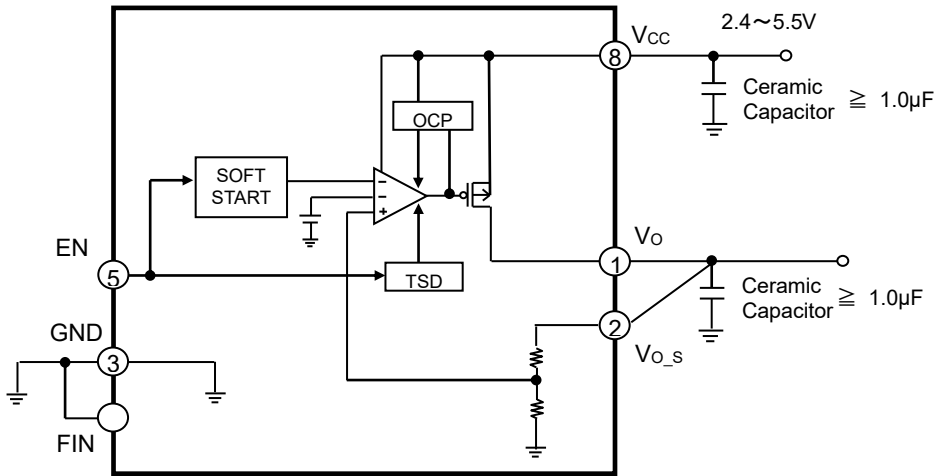 2.4～5.5V
VCC
8
Ceramic
Capacitor ≧ 1.0µF
OCP
SOFT
START
−
−
+
EN
5
TSD
VO
1
Ceramic
Capacitor ≧ 1.0µF
2
VO_S
GND
3
FIN